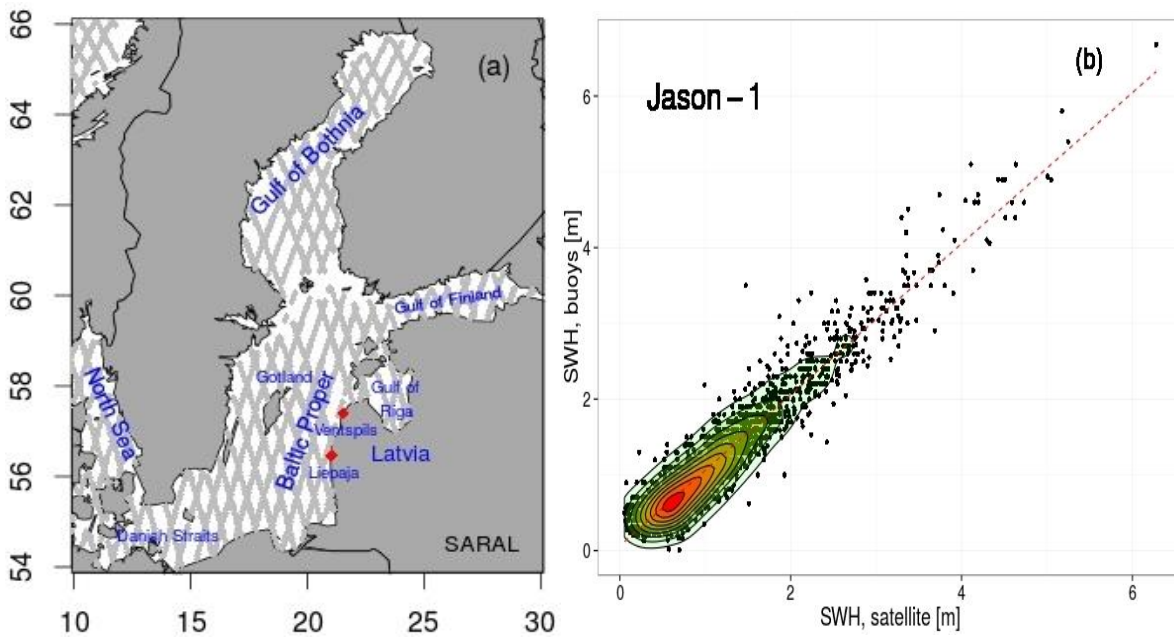 66
64
62
60
58
56
54
10
15
20
25
30
(a)
Gulf of Bothnia
Gulf of Finland
North Sea
Gotland
Baltic Proper
Gulf of
Riga
Ventspils
Latvia
Liepaja
Danish Straits
SARAL
(b)
Jason – 1
SWH, buoys [m]
6
4
2
0
0
2
4
6
SWH, satellite [m]